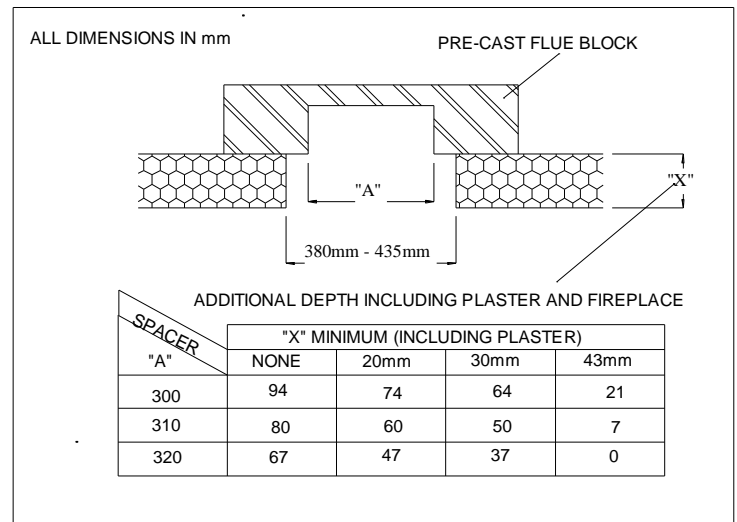 ALL DIMENSIONS IN mm
PRE-CAST FLUE BLOCK
"A"
"X"
380mm - 435mm
ADDITIONAL DEPTH INCLUDING PLASTER AND FIREPLACE
SPACER
"X" MINIMUM (INCLUDING PLASTER)
"A" NONE 20mm 30mm 43mm
300 94 74 64 21
310 80 60 50 7
320 67 47 37 0